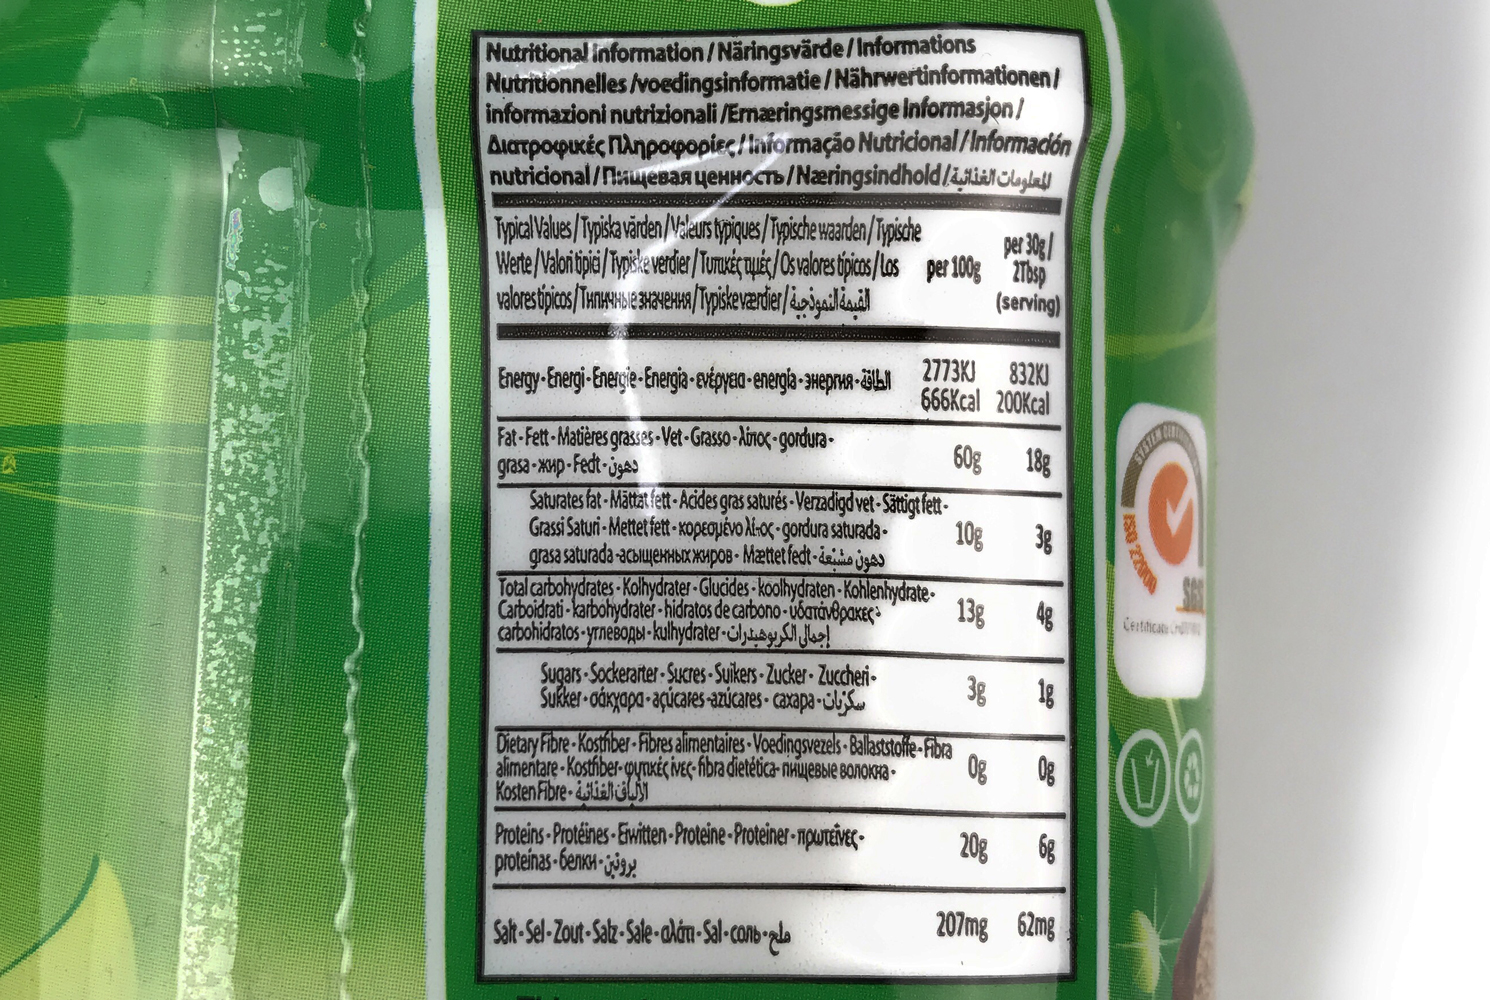 Nutritional information / Näringsvärde / Informations
Nutritionnelles /voedingsinformatie / Nährwertinformationen /
informazioni nutrizionali /Ernæringsmessige Informasjon /
Διατροφικές Πληροφορίες / Informação Nutricional / Información
nutricional / Пищевая ценность / Næringsindhold / المعلومات الغذائية
Typical Values / Typiska värden / Valeurs typiques / Typische waarden / Typische
Werte / Valori tipici / Typiske verdier / Τυπικές τιμές / Os valores típicos / Los
valores típicos / Типичные значения / Typiske værdier / القيمة النموذجية
per 100g
per 30g /
2Tbsp
(serving)
Energy - Energi - Energie - Energia - ενέργεια - energía - энергия - الطاقة
2773KJ 832KJ
666Kcal 200Kcal
Fat - Fett - Matières grasses - Vet - Grasso - λίπος - gordura -
grasa - жир - Fedt - دهون
60g 18g
Saturates fat - Mättat fett - Acides gras saturés - Verzadigd vet - Sättigt fett -
Grassi Saturi - Mettet fett - κορεσμένο λίπος - gordura saturada -
grasa saturada -асыщенных жиров - Mættet fedt - دهون مشبعة
10g 3g
Total carbohydrates - Kolhydrater - Glucides - koolhydraten - Kohlenhydrate -
Carboidrati - karbohydrater - hidratos de carbono - υδατάνθρακες -
carbohidratos - углеводы - kulhydrater - إجمالي الكربوهيدرات
13g 4g
Sugars - Sockerarter - Sucres - Suikers - Zucker - Zuccheri -
Sukker - σάκχαρα - açúcares -azúcares - сахара - سكريات
3g 1g
Dietary Fibre - Kostfiber - Fibres alimentaires - Voedingsvezels - Ballaststoffe - Fibra
alimentare - Kostfiber- φυτικές ίνες- fibra dietética- пищевые волокна -
Kosten Fibre - الألياف الغذائية
0g 0g
Proteins - Protéines - Eiwitten - Proteine - Proteiner - πρωτεΐνες -
proteínas - белки - بروتين
20g 6g
Salt - Sel - Zout - Salz - Sale - αλάτι - Sal - соль - ملح
207mg 62mg
ISO 22000
SGS